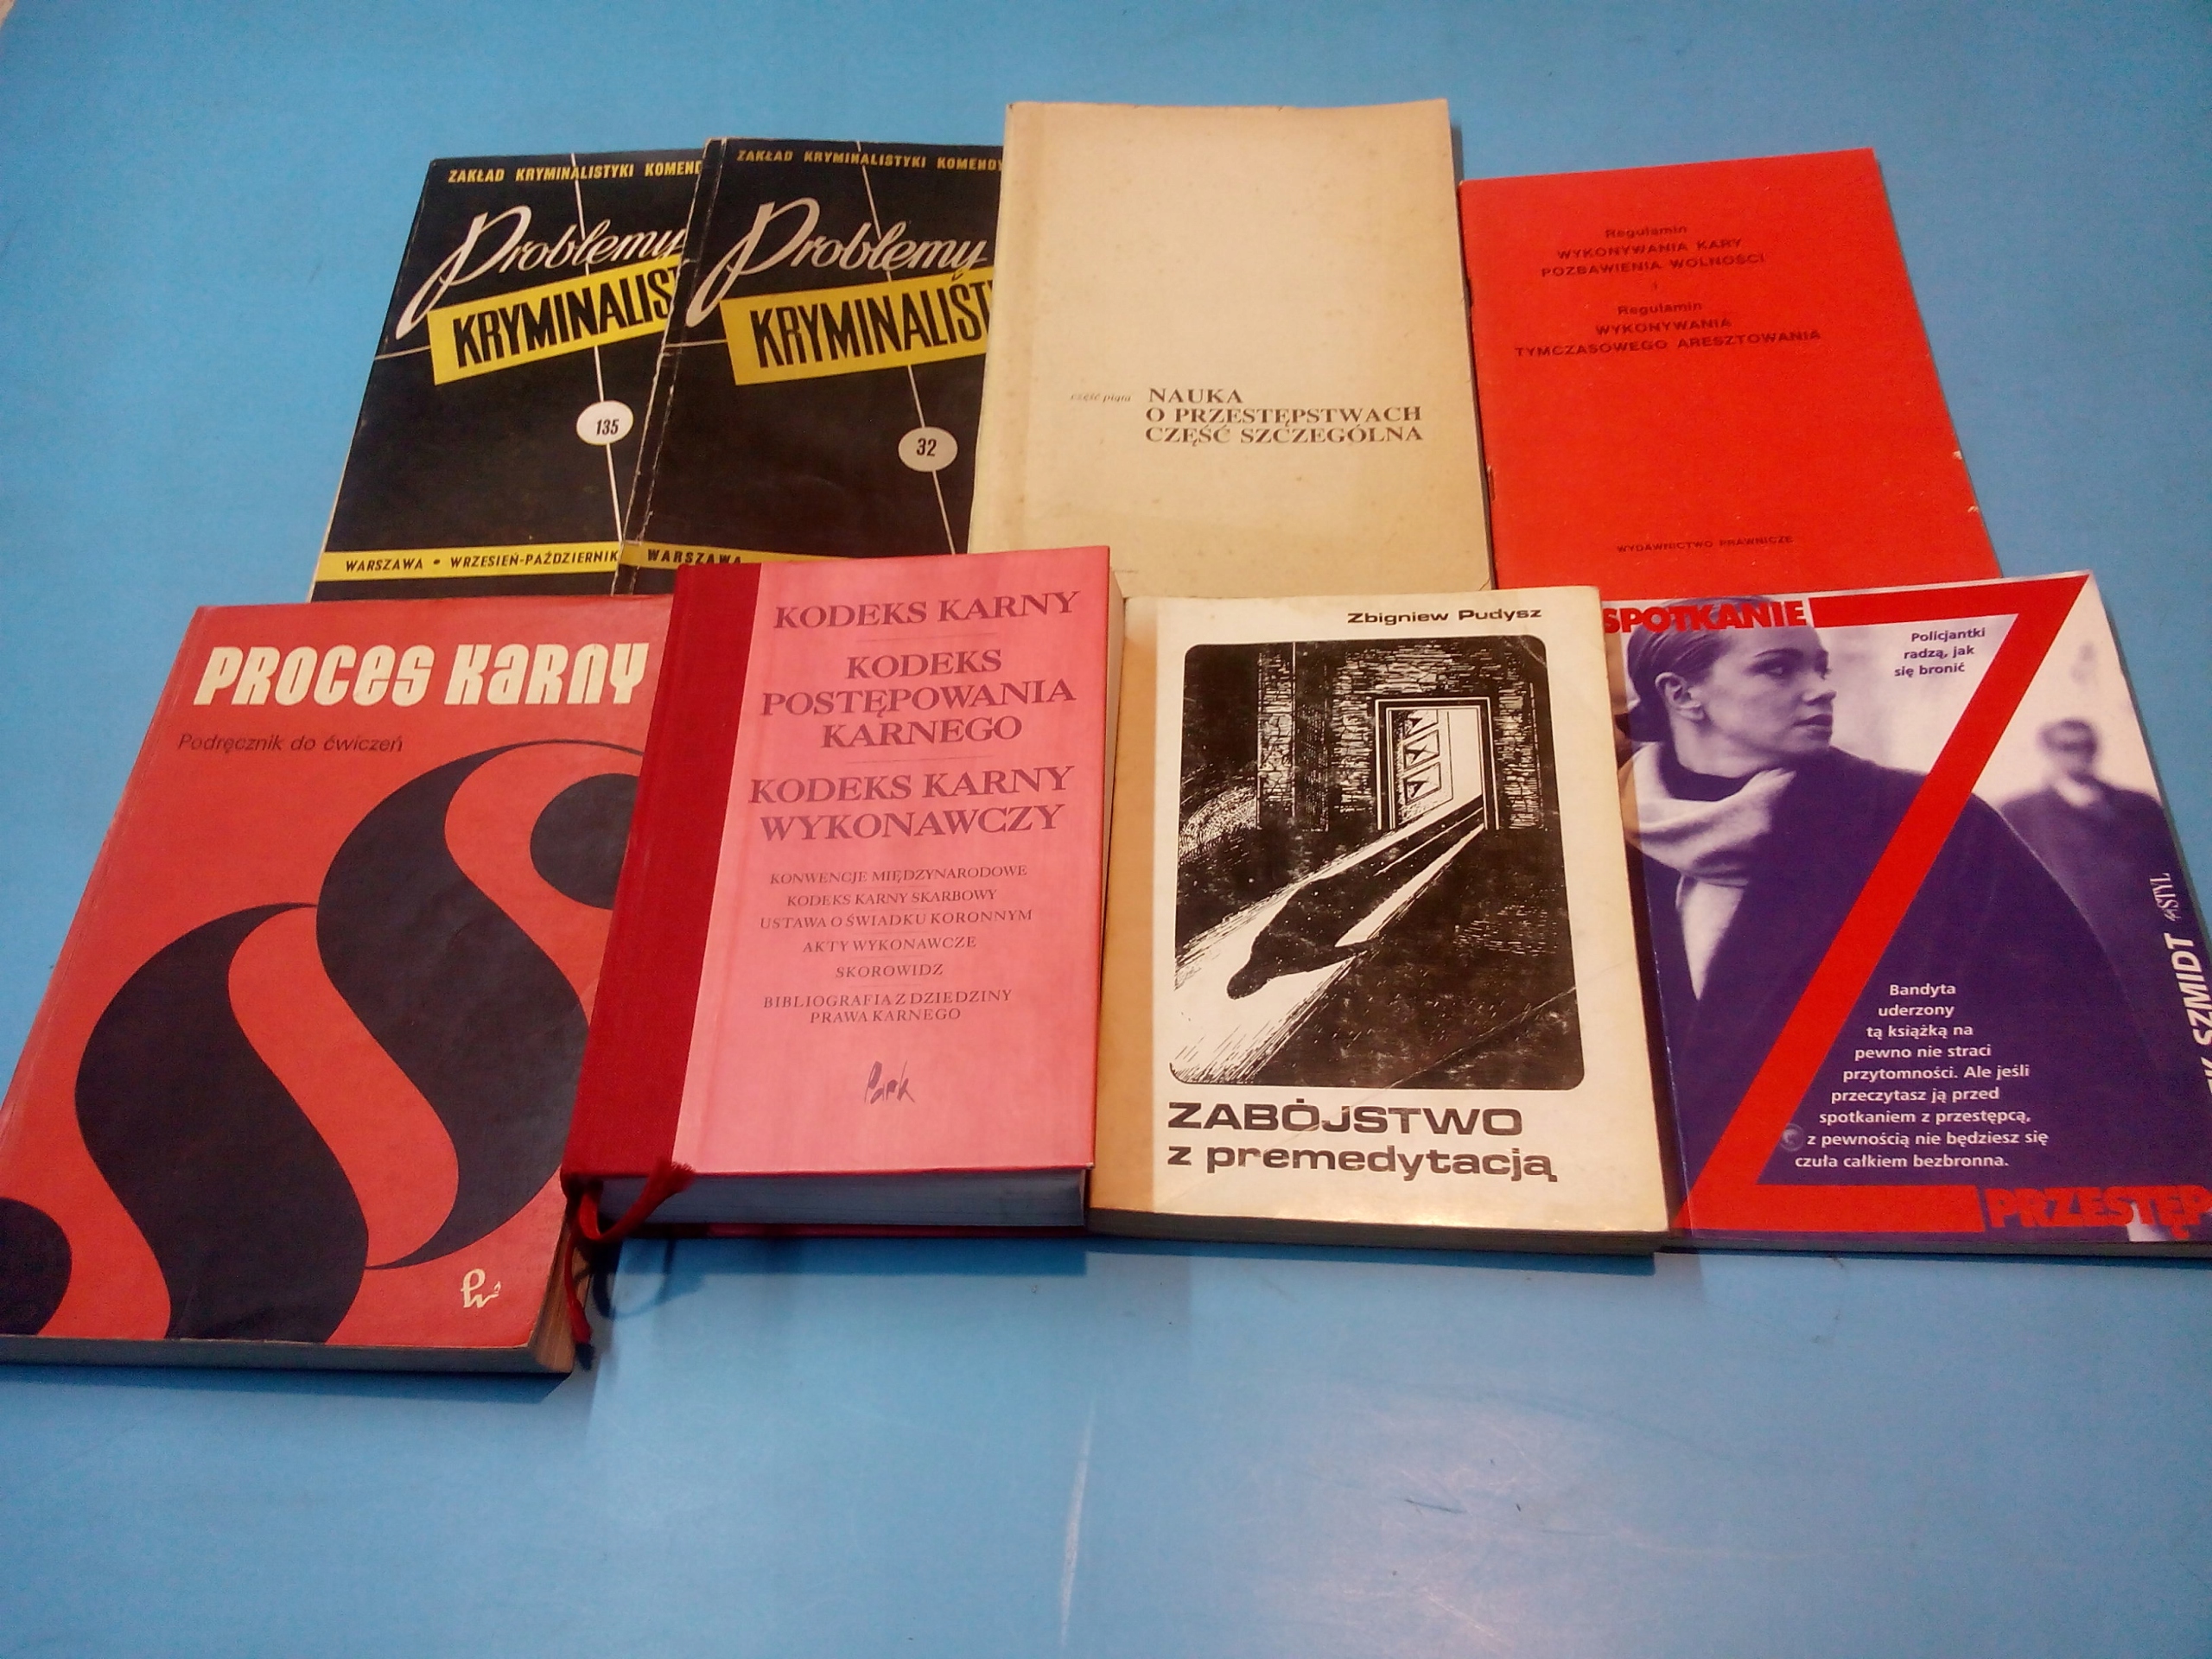 ZAKŁAD KRYMINALISTYKI KOMEND
Problemy
KRYMINALIST
135
WARSZAWA • WRZESIEŃ-PAŹDZIERNIK
ZAKŁAD KRYMINALISTYKI KOMENDY
Problemy
KRYMINALISTY
32
WARSZAWA
część piąta NAUKA
O PRZESTĘPSTWACH
CZĘŚĆ SZCZEGÓLNA
Regulamin
WYKONYWANIA KARY
POZBAWIENIA WOLNOŚCI
i
Regulamin
WYKONYWANIA
TYMCZASOWEGO ARESZTOWANIA
WYDAWNICTWO PRAWNICZE
PROCES KARNY
Podręcznik do ćwiczeń
KODEKS KARNY
KODEKS
POSTĘPOWANIA
KARNEGO
KODEKS KARNY
WYKONAWCZY
KONWENCJE MIĘDZYNARODOWE
KODEKS KARNY SKARBOWY
USTAWA O ŚWIADKU KORONNYM
AKTY WYKONAWCZE
SKOROWIDZ
BIBLIOGRAFIA Z DZIEDZINY
PRAWA KARNEGO
Park
Zbigniew Pudysz
ZABÓJSTWO
z premedytacją
SPOTKANIE
Z
Policjantki
radzą, jak
się bronić
Bandyta
uderzony
tą książką na
pewno nie straci
przytomności. Ale jeśli
przeczytasz ją przed
spotkaniem z przestępcą,
z pewnością nie będziesz się
czuła całkiem bezbronna.
PRZESTĘP
SZMIDT
STYL